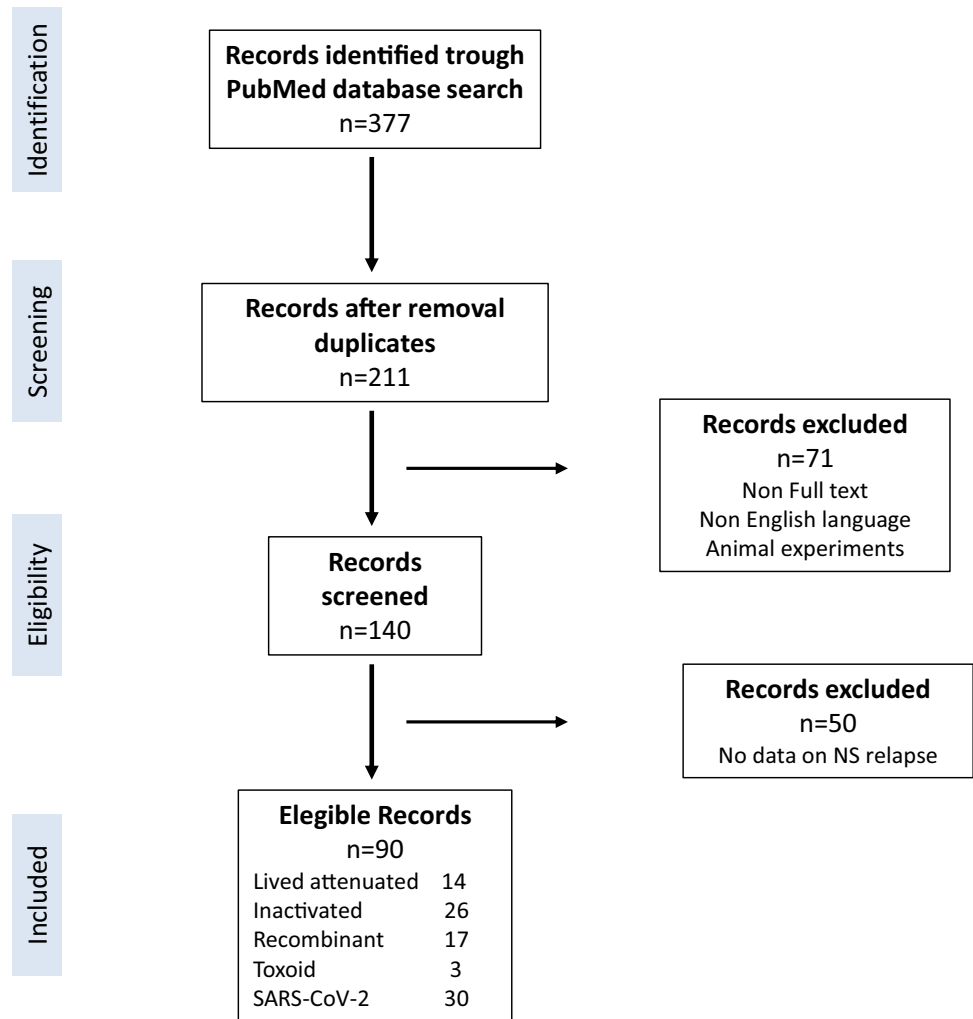 Identification
Records identified trough
PubMed database search
n=377
Screening
Records after removal
duplicates
n=211
Records excluded
n=71
Non Full text
Non English language
Animal experiments
Eligibility
Records
screened
n=140
Records excluded
n=50
No data on NS relapse
Included
Elegible Records
n=90
Lived attenuated 14
Inactivated 26
Recombinant 17
Toxoid 3
SARS-CoV-2 30